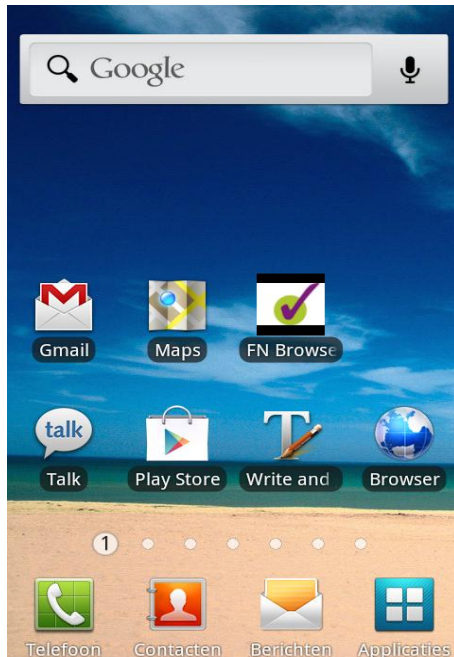 Google
Gmail
Maps
FN Browse
talk
Talk
Play Store
Write and
Browser
1
Telefoon
Contacten
Berichten
Applicaties